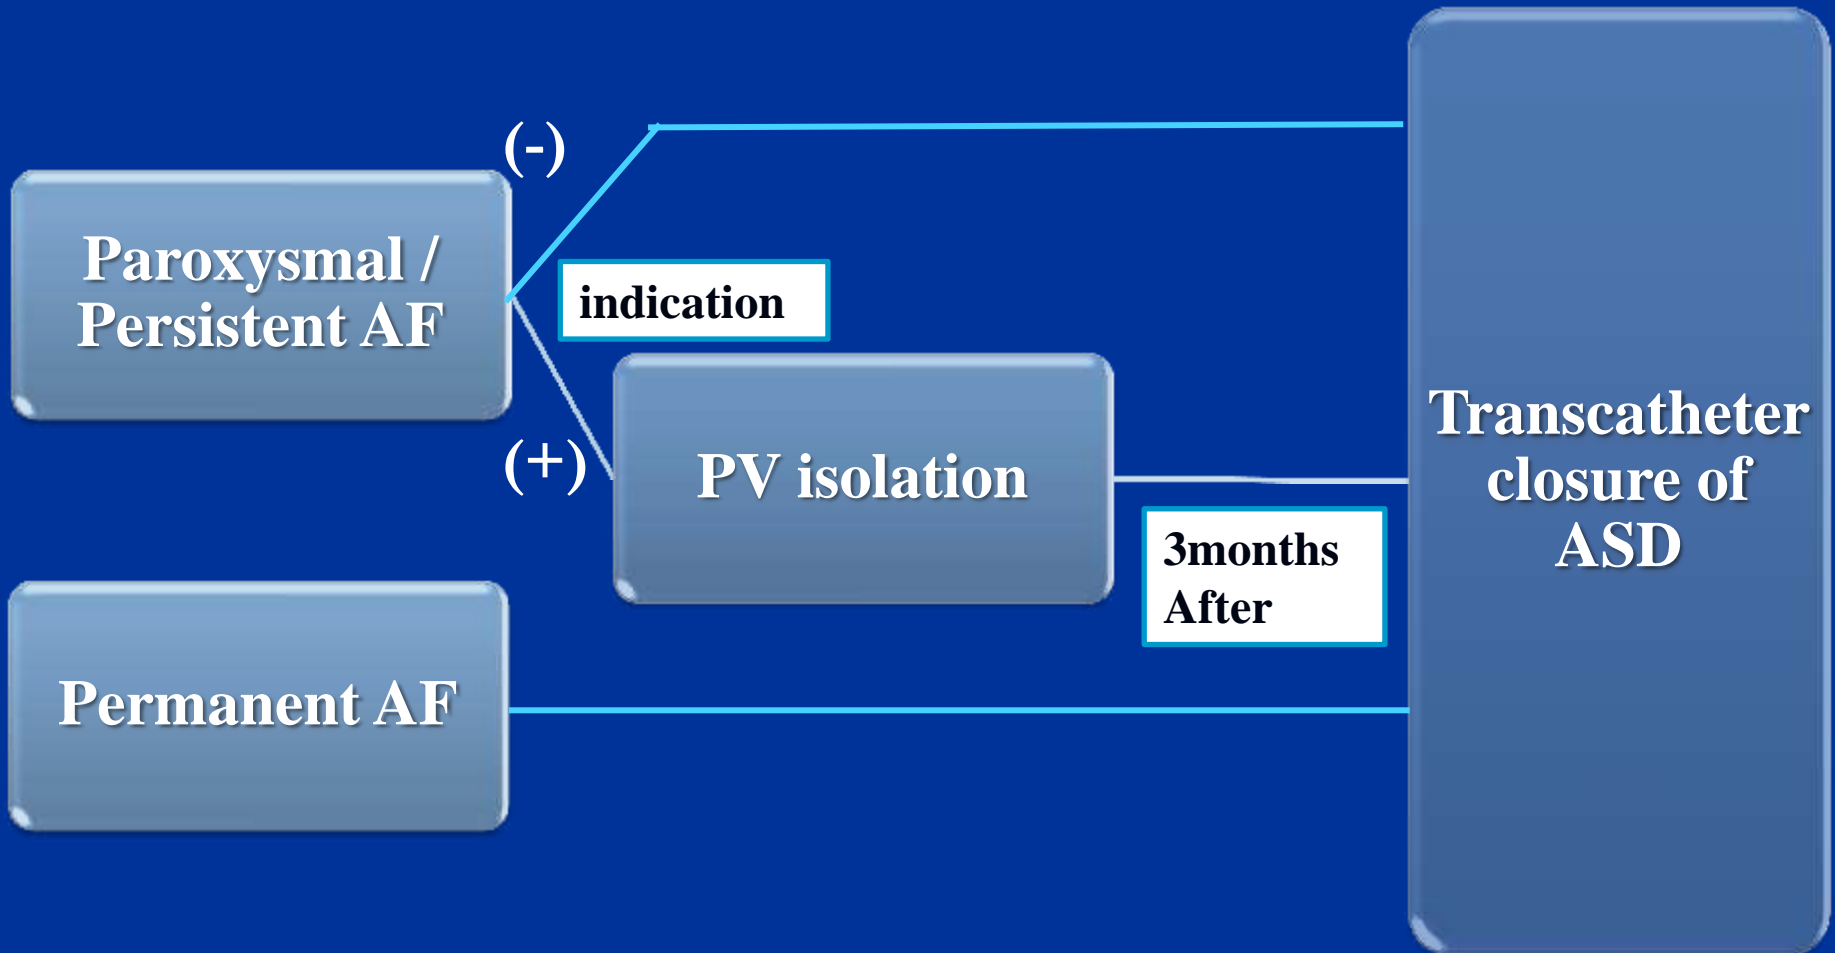 (-)
Paroxysmal /
Persistent AF
indication
(+)
PV isolation
3months
After
Permanent AF
Transcatheter
closure of
ASD